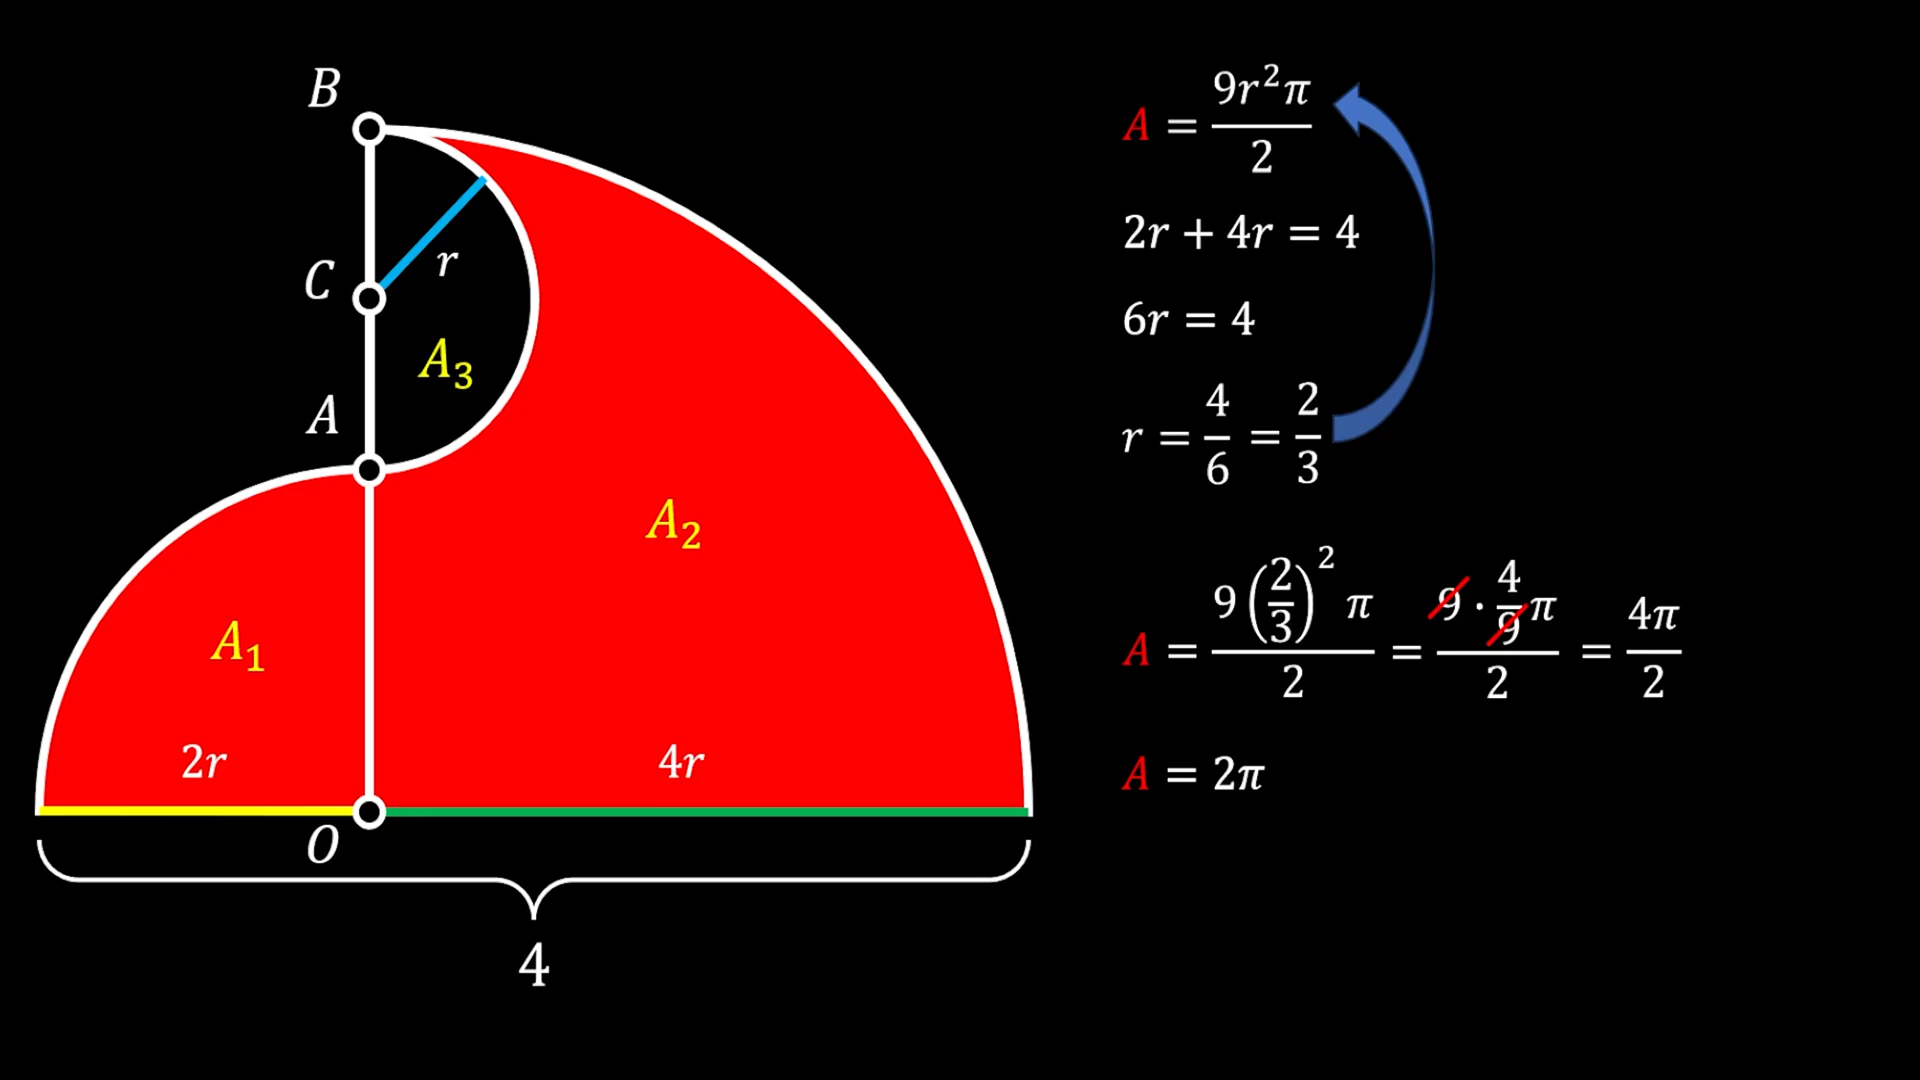 B
C
r
A₃
A
A₂
A₁
2r
4r
O
4
A = 9r²π / 2
2r + 4r = 4
6r = 4
r = 4/6 = 2/3
A = 9(2/3)²π / 2 = 9 · 4/9 π / 2 = 4π / 2
A = 2π